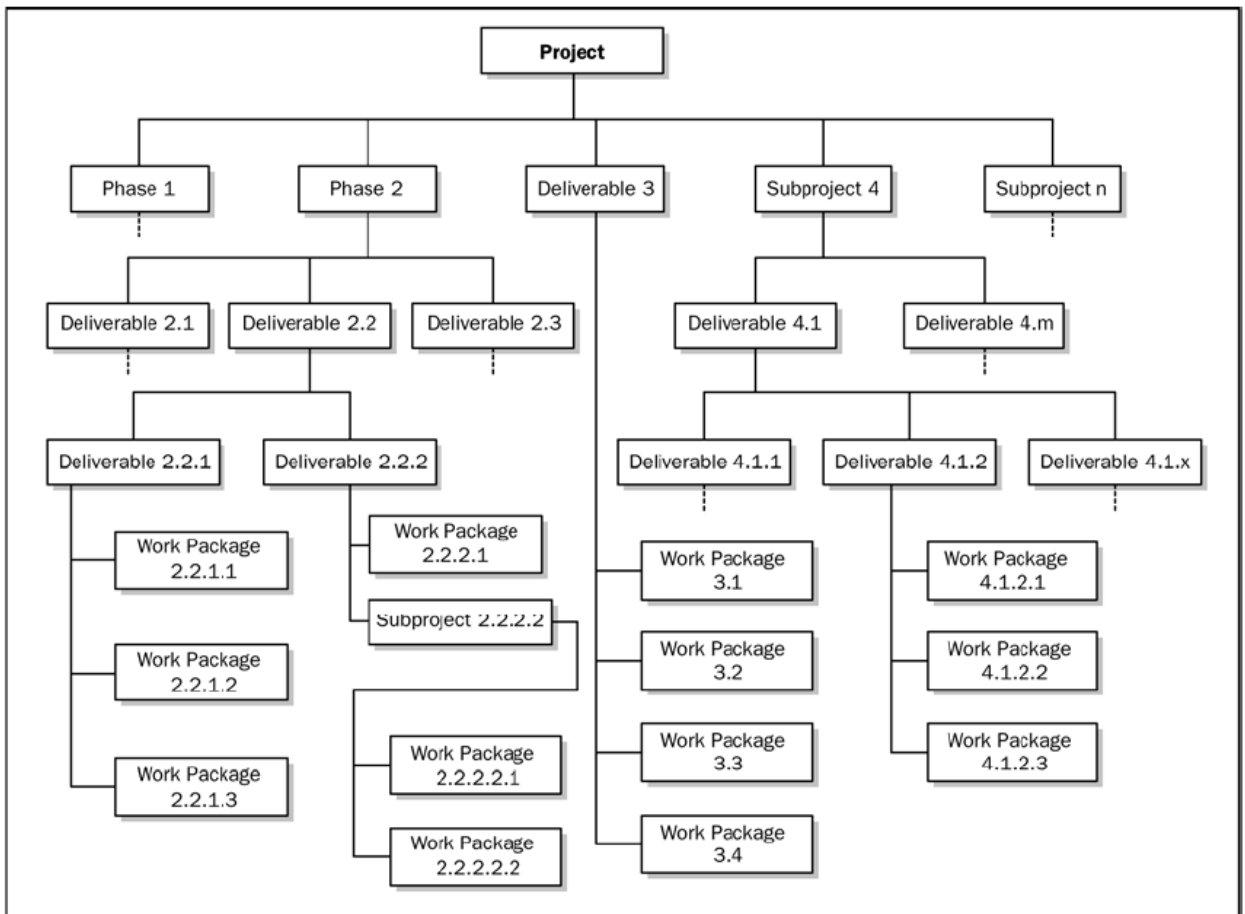 Project
Phase 1
Phase 2
Deliverable 3
Subproject 4
Subproject n
Deliverable 2.1
Deliverable 2.2
Deliverable 2.3
Deliverable 4.1
Deliverable 4.m
Deliverable 2.2.1
Deliverable 2.2.2
Deliverable 4.1.1
Deliverable 4.1.2
Deliverable 4.1.x
Work Package
2.2.1.1
Work Package
2.2.1.2
Work Package
2.2.1.3
Work Package
2.2.2.1
Subproject 2.2.2.2
Work Package
2.2.2.2.1
Work Package
2.2.2.2.2
Work Package
3.1
Work Package
3.2
Work Package
3.3
Work Package
3.4
Work Package
4.1.2.1
Work Package
4.1.2.2
Work Package
4.1.2.3